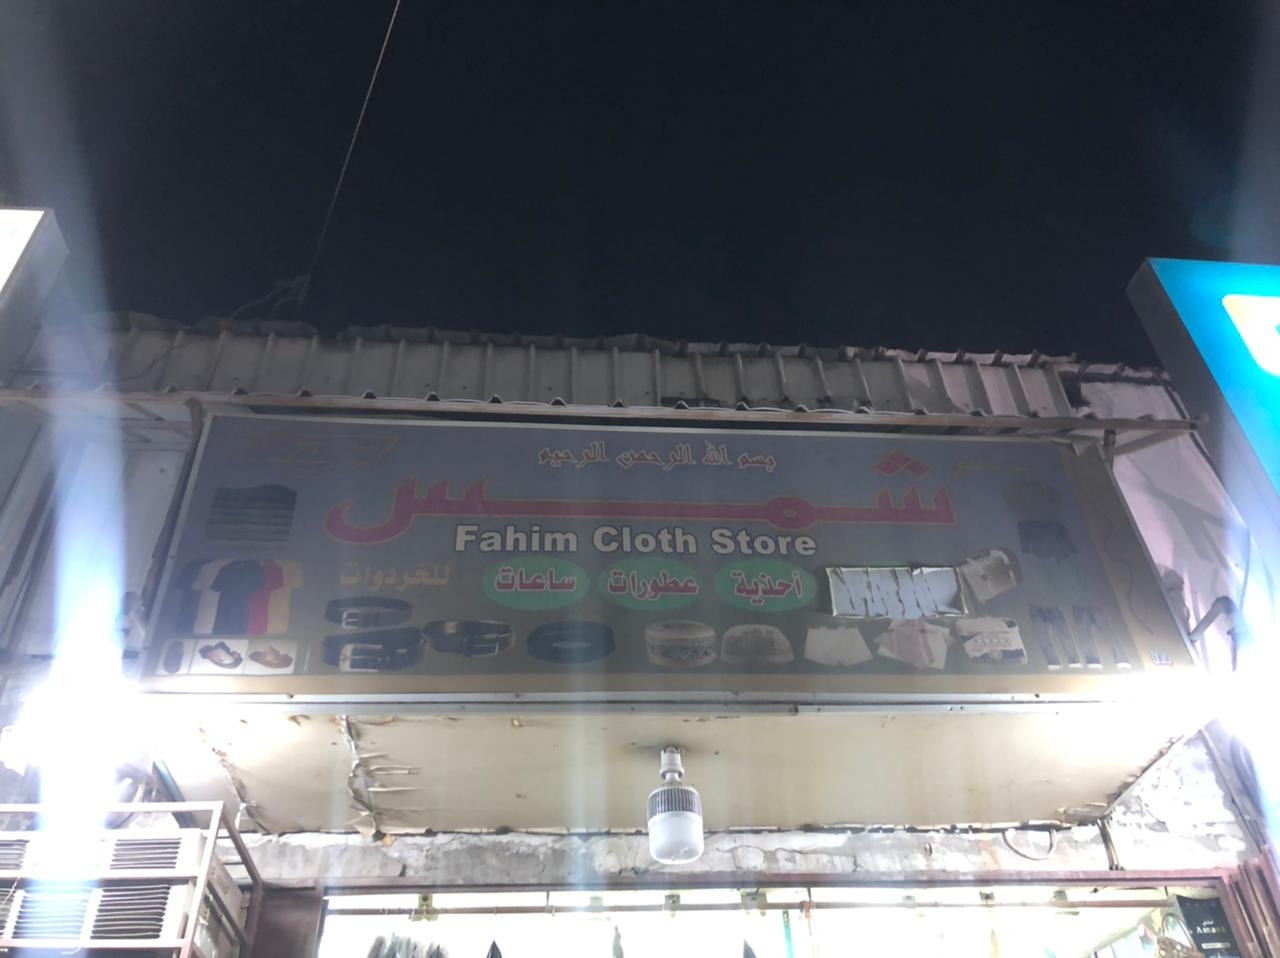 بسم الله الرحمن الرحيم
شمس
Fahim Cloth Store
أحذية عطورات ساعات للخردوات